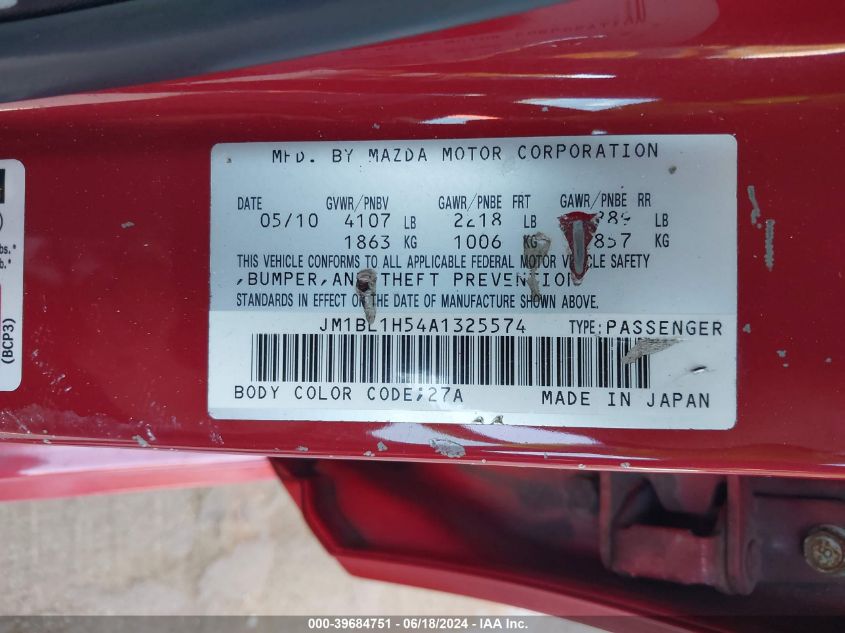 MFD. BY MAZDA MOTOR CORPORATION
DATE GVWR/PNBV GAWR/PNBE FRT GAWR/PNBE RR
05/10 4107 LB 2218 LB LB
1863 KG 1006 KG 857 KG
THIS VEHICLE CONFORMS TO ALL APPLICABLE FEDERAL MOTOR VEHICLE SAFETY
,BUMPER,AND THEFT PREVENTION
STANDARDS IN EFFECT ON THE DATE OF MANUFACTURE SHOWN ABOVE.
JM1BL1H54A1325574 TYPE:PASSENGER
BODY COLOR CODE;27A MADE IN JAPAN
(BCP3)
000-39684751 / 06/18/2024 - IAA Inc.